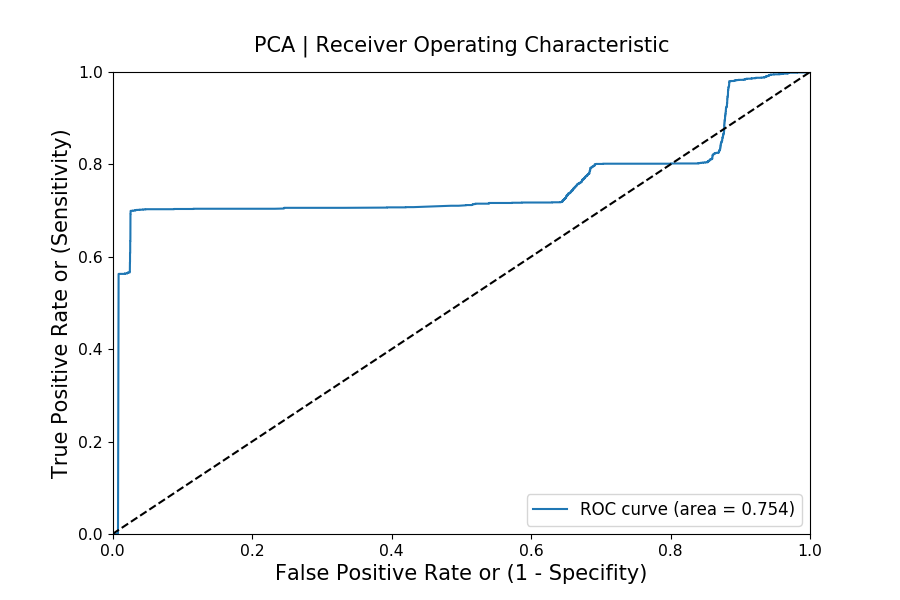 PCA | Receiver Operating Characteristic
True Positive Rate or (Sensitivity)
1.0
0.8
0.6
0.4
0.2
0.0
ROC curve (area = 0.754)
0.0 0.2 0.4 0.6 0.8 1.0
False Positive Rate or (1 - Specifity)